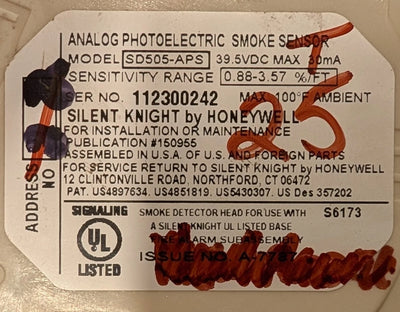 ANALOG PHOTOELECTRIC SMOKE SENSOR
MODEL SD505-APS 39.5VDC MAX 30mA
SENSITIVITY RANGE 0.88-3.57 %/FT
SER NO. 112300242 MAX 100°F AMBIENT
25
SILENT KNIGHT by HONEYWELL
FOR INSTALLATION OR MAINTENANCE
PUBLICATION #150955
ASSEMBLED IN U.S.A. OF U.S. AND FOREIGN PARTS
FOR SERVICE RETURN TO SILENT KNIGHT by HONEYWELL
12 CLINTONVILLE ROAD, NORTHFORD, CT 06472
PAT. US4897634. US4851819. US5430307. US Des 357202
ADDRESS
NO
SIGNALING
UL
LISTED
SMOKE DETECTOR HEAD FOR USE WITH
A SILENT KNIGHT UL LISTED BASE
FIRE ALARM SUBASSEMBLY
ISSUE NO. A-7787
S6173